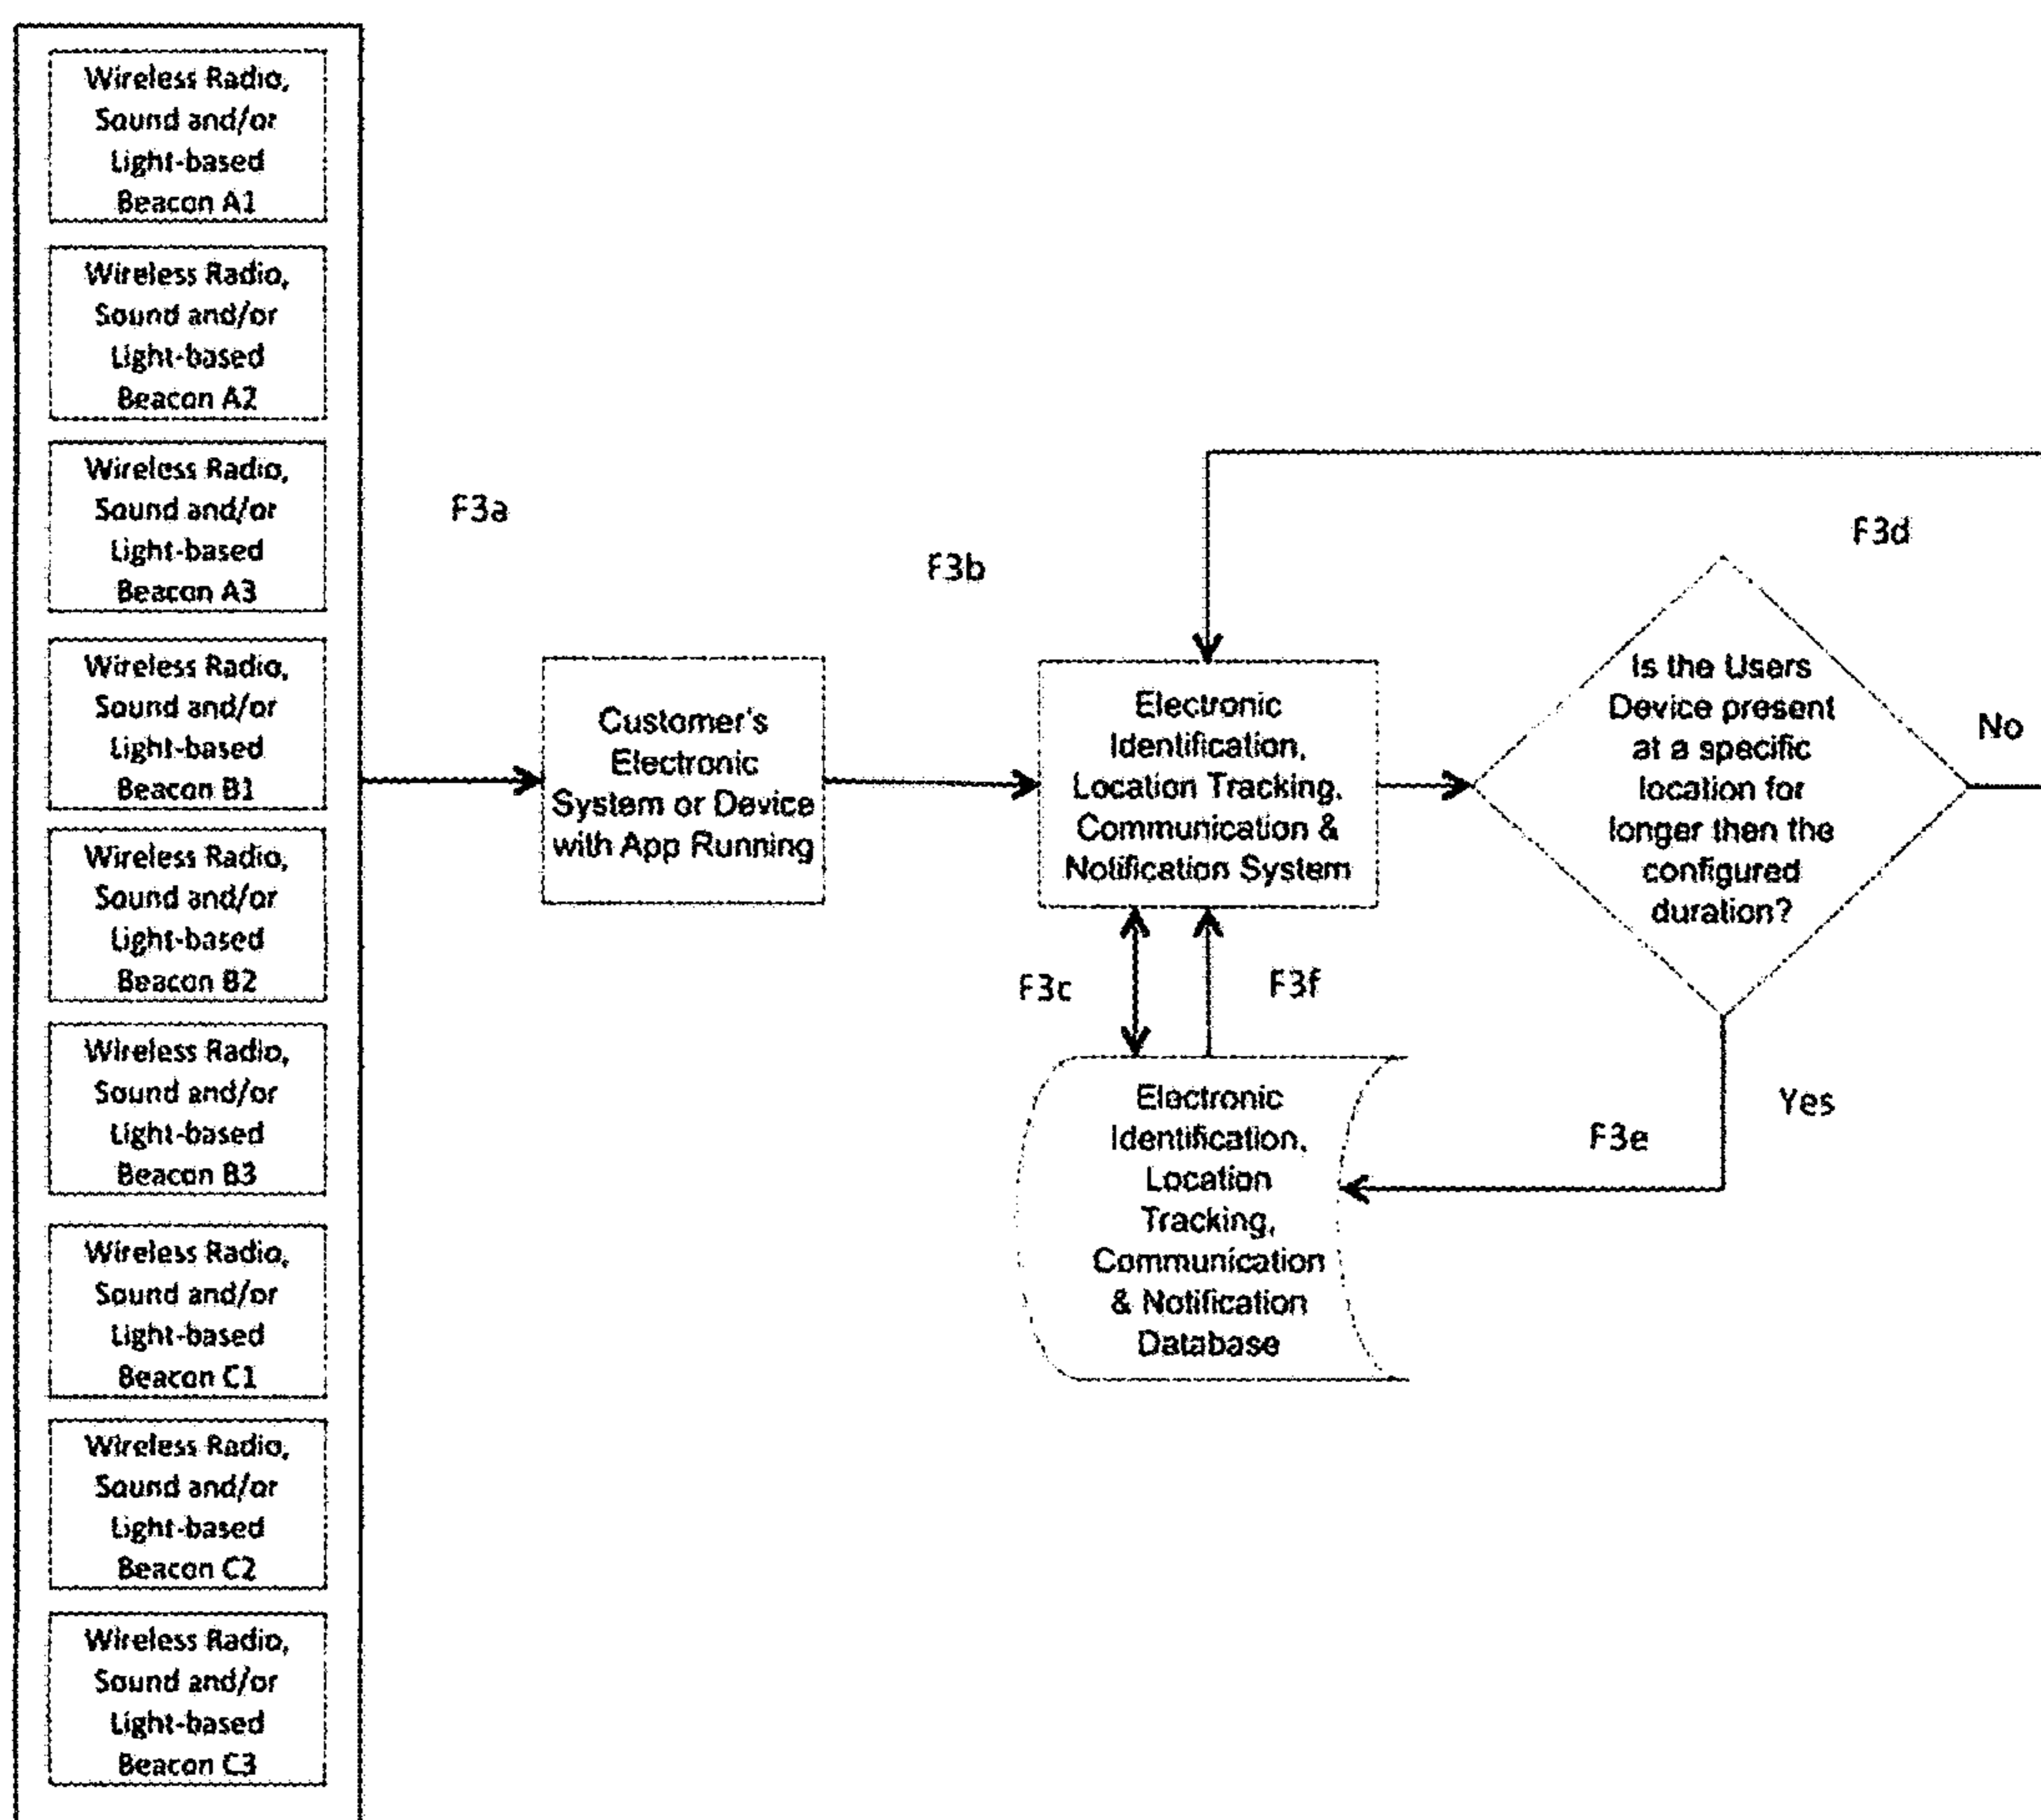 Wireless Radio,
Sound and/or
Light-based
Beacon A1
Wireless Radio,
Sound and/or
Light-based
Beacon A2
Wireless Radio,
Sound and/or
Light-based
Beacon A3
Wireless Radio,
Sound and/or
Light-based
Beacon B1
Wireless Radio,
Sound and/or
Light-based
Beacon B2
Wireless Radio,
Sound and/or
Light-based
Beacon B3
Wireless Radio,
Sound and/or
Light-based
Beacon C1
Wireless Radio,
Sound and/or
Light-based
Beacon C2
Wireless Radio,
Sound and/or
Light-based
Beacon C3
F3a
Customer's
Electronic
System or Device
with App Running
F3b
Electronic
Identification,
Location Tracking,
Communication &
Notification System
F3c
F3f
Electronic
Identification,
Location
Tracking,
Communication
& Notification
Database
F3d
Is the Users
Device present
at a specific
location for
longer then the
configured
duration?
No
Yes
F3e